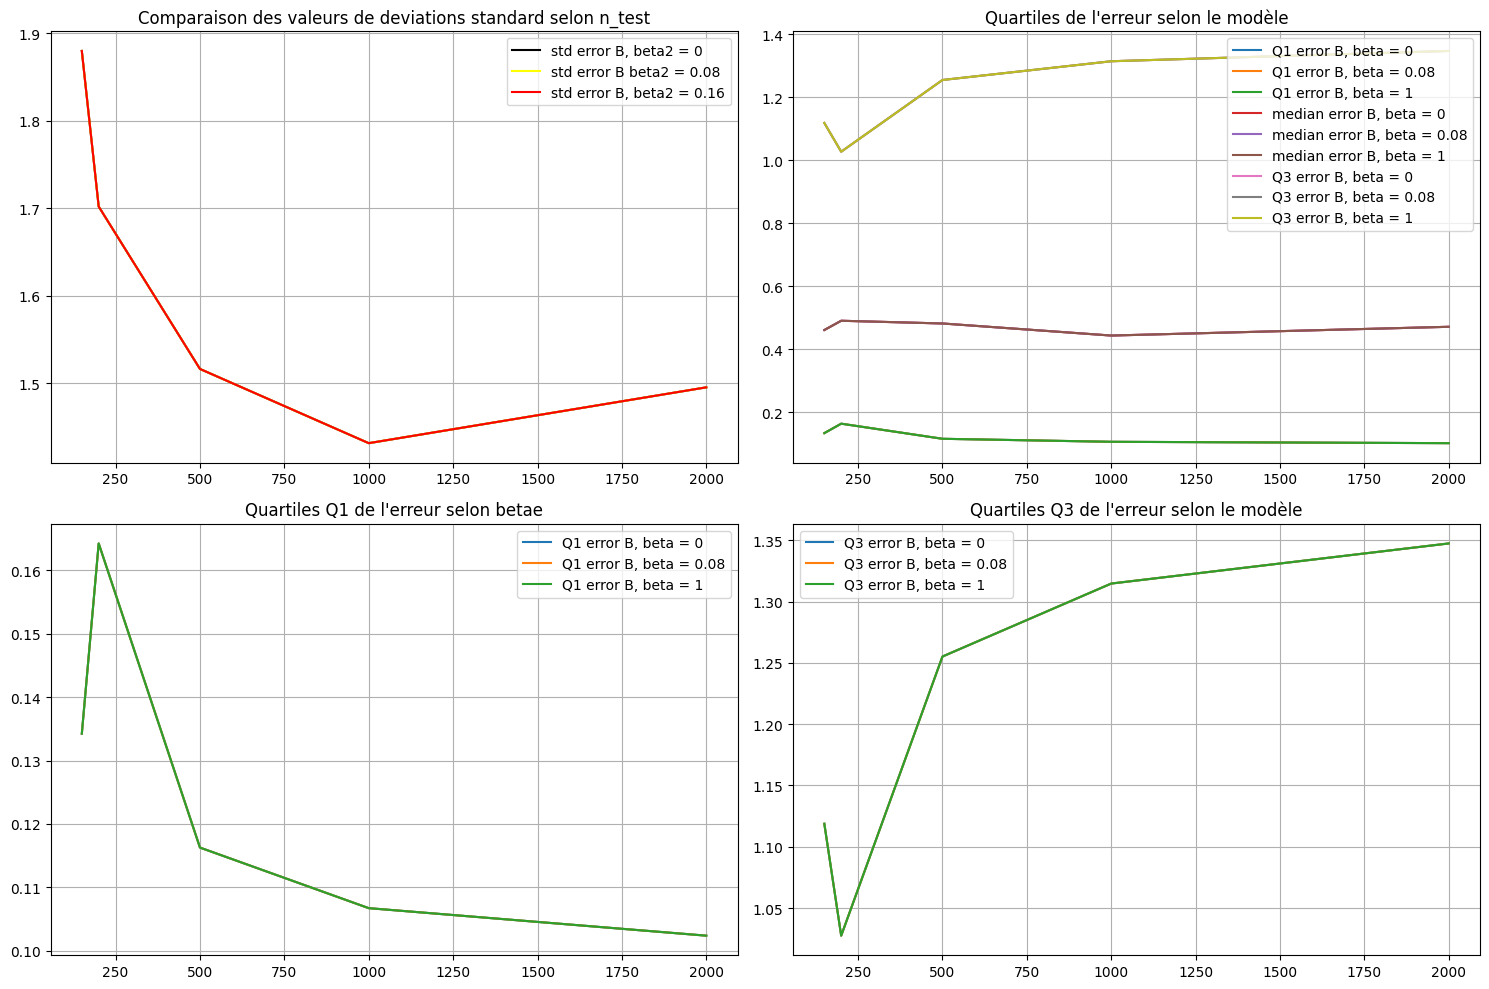 Comparaison des valeurs de deviations standard selon n_test
1.9
1.8
1.7
1.6
1.5
250 500 750 1000 1250 1500 1750 2000
std error B, beta2 = 0
std error B beta2 = 0.08
std error B, beta2 = 0.16
Quartiles de l'erreur selon le modèle
1.4
1.2
1.0
0.8
0.6
0.4
0.2
250 500 750 1000 1250 1500 1750 2000
Q1 error B, beta = 0
Q1 error B, beta = 0.08
Q1 error B, beta = 1
median error B, beta = 0
median error B, beta = 0.08
median error B, beta = 1
Q3 error B, beta = 0
Q3 error B, beta = 0.08
Q3 error B, beta = 1
Quartiles Q1 de l'erreur selon betae
0.16
0.15
0.14
0.13
0.12
0.11
0.10
250 500 750 1000 1250 1500 1750 2000
Q1 error B, beta = 0
Q1 error B, beta = 0.08
Q1 error B, beta = 1
Quartiles Q3 de l'erreur selon le modèle
1.35
1.30
1.25
1.20
1.15
1.10
1.05
250 500 750 1000 1250 1500 1750 2000
Q3 error B, beta = 0
Q3 error B, beta = 0.08
Q3 error B, beta = 1